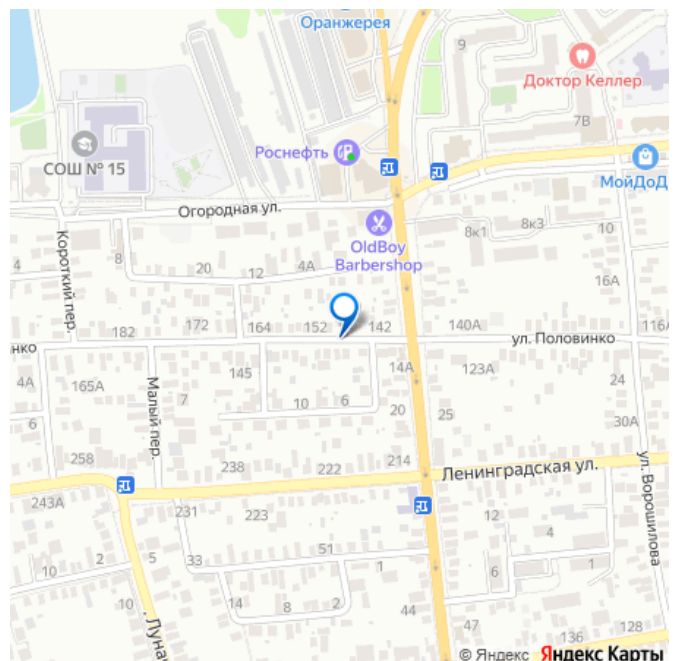 Оранжерея
9
Доктор Келлер
7В
Роснефть
СОШ № 15
МойДоД
Огородная ул.
OldBoy
Barbershop
8к1
8к3
10
Короткий пер.
4
8
20
12
4А
16А
182
172
164
152
142
140А
ул. Половинко
116А
нко
4А
165А
145
14А
123А
24
Малый пер.
7
10
6
20
25
30А
6
258
238
222
214
Ленинградская ул.
ул. Ворошилова
243А
231
223
12
4
51
33
5
2
10
1
6
1
10
14
8
2
44
47
136
128
. Луна
© Яндекс Яндекс Карты